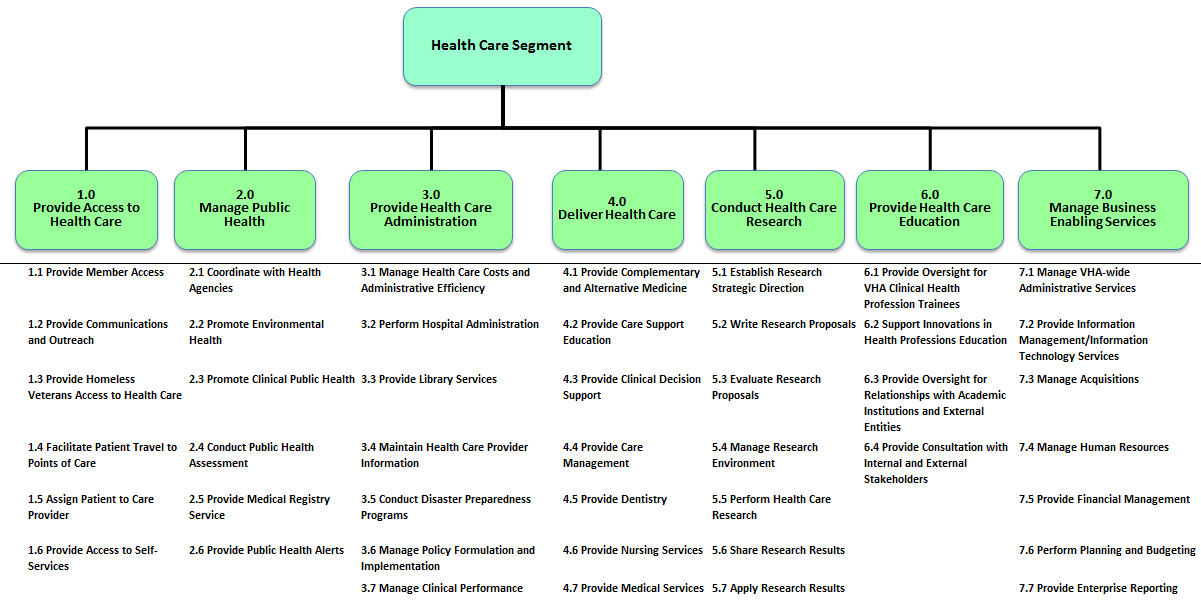 Health Care Segment
1.0
Provide Access to
Health Care
2.0
Manage Public
Health
3.0
Provide Health Care
Administration
4.0
Deliver Health Care
5.0
Conduct Health Care
Research
6.0
Provide Health Care
Education
7.0
Manage Business
Enabling Services
1.1 Provide Member Access
1.2 Provide Communications
and Outreach
1.3 Provide Homeless
Veterans Access to Health Care
1.4 Facilitate Patient Travel to
Points of Care
1.5 Assign Patient to Care
Provider
1.6 Provide Access to Self-
Services
2.1 Coordinate with Health
Agencies
2.2 Promote Environmental
Health
2.3 Promote Clinical Public Health
2.4 Conduct Public Health
Assessment
2.5 Provide Medical Registry
Service
2.6 Provide Public Health Alerts
3.1 Manage Health Care Costs and
Administrative Efficiency
3.2 Perform Hospital Administration
3.3 Provide Library Services
3.4 Maintain Health Care Provider
Information
3.5 Conduct Disaster Preparedness
Programs
3.6 Manage Policy Formulation and
Implementation
3.7 Manage Clinical Performance
4.1 Provide Complementary
and Alternative Medicine
4.2 Provide Care Support
Education
4.3 Provide Clinical Decision
Support
4.4 Provide Care
Management
4.5 Provide Dentistry
4.6 Provide Nursing Services
4.7 Provide Medical Services
5.1 Establish Research
Strategic Direction
5.2 Write Research Proposals
5.3 Evaluate Research
Proposals
5.4 Manage Research
Environment
5.5 Perform Health Care
Research
5.6 Share Research Results
5.7 Apply Research Results
6.1 Provide Oversight for
VHA Clinical Health
Profession Trainees
6.2 Support Innovations in
Health Professions Education
6.3 Provide Oversight for
Relationships with Academic
Institutions and External
Entities
6.4 Provide Consultation with
Internal and External
Stakeholders
7.1 Manage VHA-wide
Administrative Services
7.2 Provide Information
Management/Information
Technology Services
7.3 Manage Acquisitions
7.4 Manage Human Resources
7.5 Provide Financial Management
7.6 Perform Planning and Budgeting
7.7 Provide Enterprise Reporting